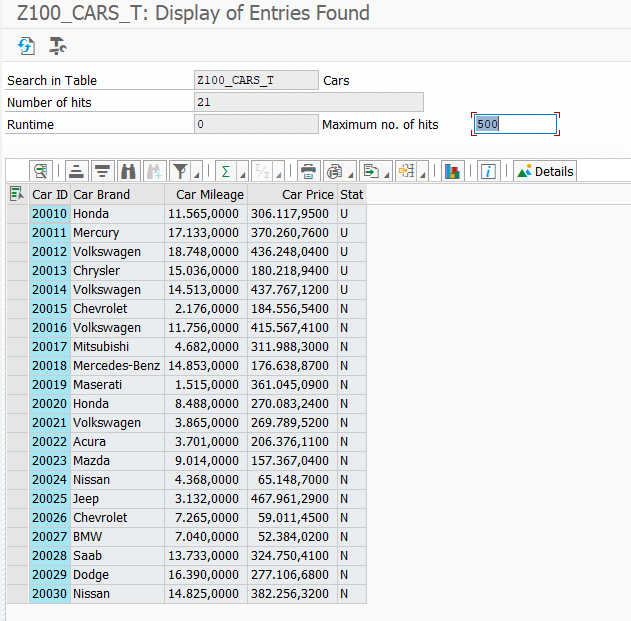 Z100_CARS_T: Display of Entries Found
Search in Table Z100_CARS_T Cars
Number of hits 21
Runtime 0 Maximum no. of hits 500
Σ i Details
Car ID Car Brand Car Mileage Car Price Stat
20010 Honda 11.565,0000 306.117,9500 U
20011 Mercury 17.133,0000 370.260,7600 U
20012 Volkswagen 18.748,0000 436.248,0400 U
20013 Chrysler 15.036,0000 180.218,9400 U
20014 Volkswagen 14.513,0000 437.767,1200 U
20015 Chevrolet 2.176,0000 184.556,5400 N
20016 Volkswagen 11.756,0000 415.567,4100 N
20017 Mitsubishi 4.682,0000 311.988,3000 N
20018 Mercedes-Benz 14.853,0000 176.638,8700 N
20019 Maserati 1.515,0000 361.045,0900 N
20020 Honda 8.488,0000 270.083,2400 N
20021 Volkswagen 3.865,0000 269.789,5200 N
20022 Acura 3.701,0000 206.376,1100 N
20023 Mazda 9.014,0000 157.367,0400 N
20024 Nissan 4.368,0000 65.148,7000 N
20025 Jeep 3.132,0000 467.961,2900 N
20026 Chevrolet 7.265,0000 59.011,4500 N
20027 BMW 7.040,0000 52.384,0200 N
20028 Saab 13.733,0000 324.750,4100 N
20029 Dodge 16.390,0000 277.106,6800 N
20030 Nissan 14.825,0000 382.256,3200 N